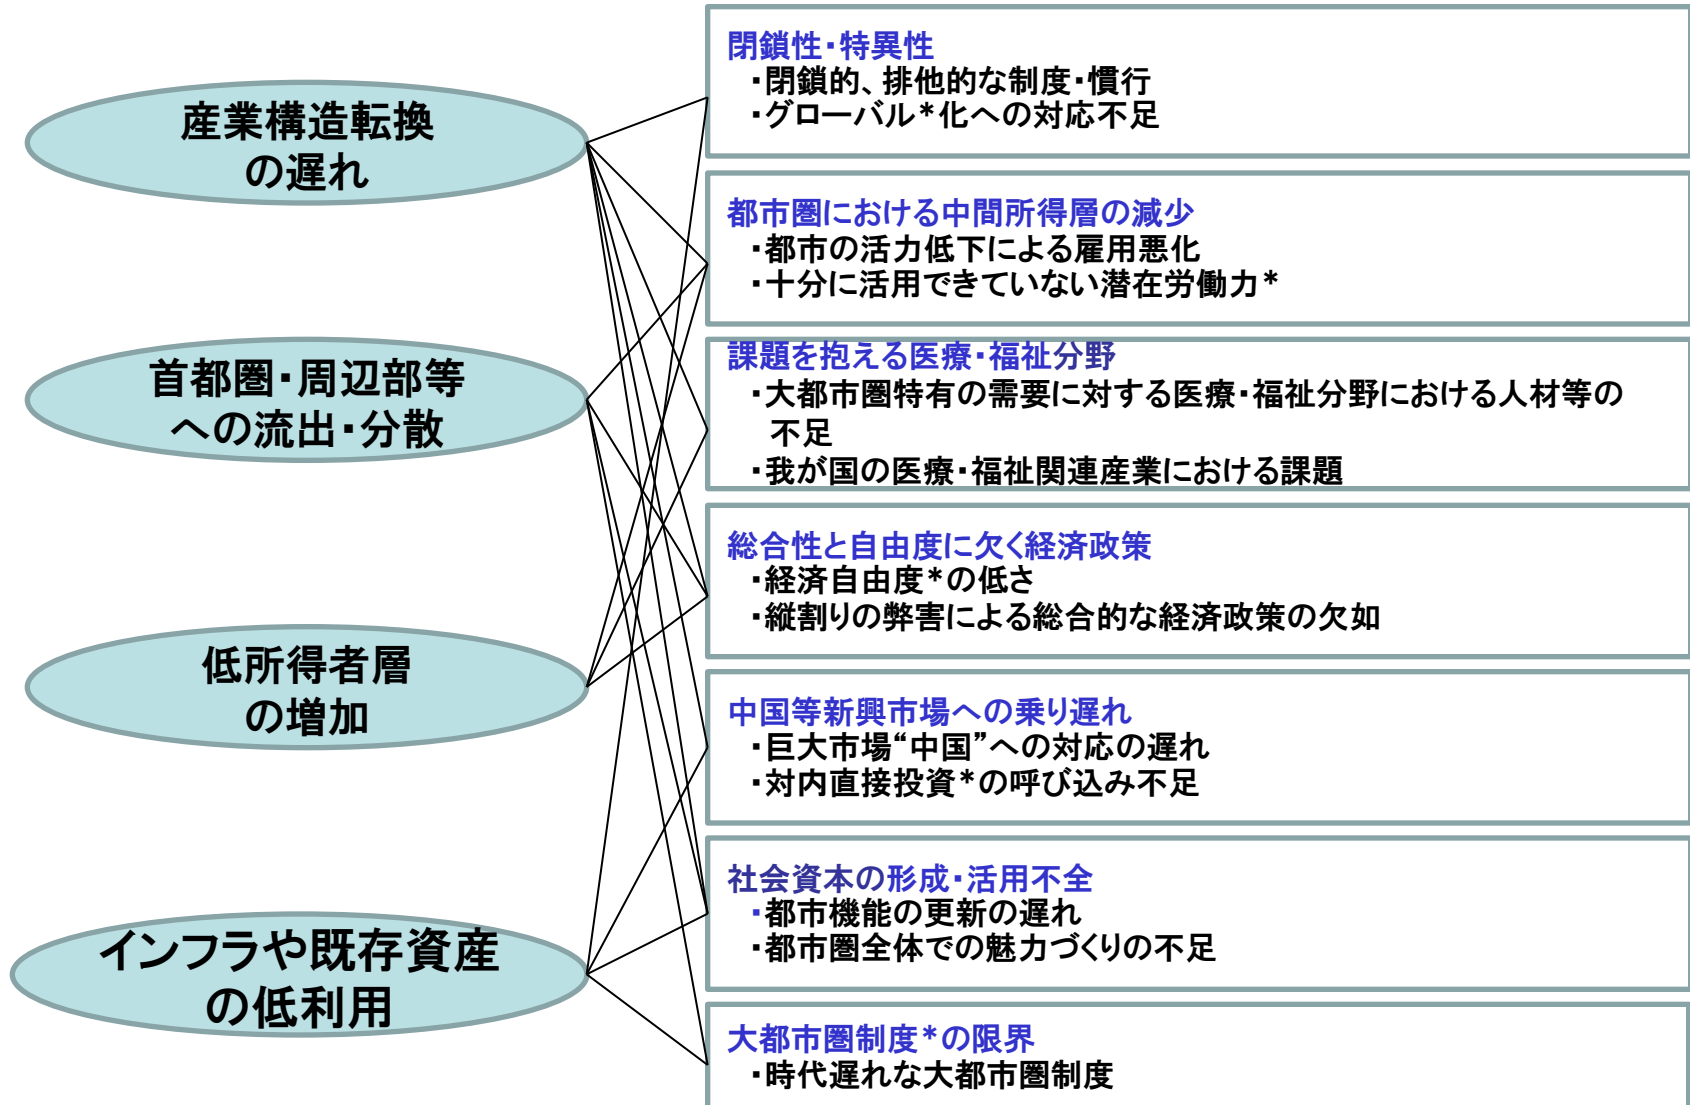 産業構造転換
の遅れ
首都圏・周辺部等
への流出・分散
低所得者層
の増加
インフラや既存資産
の低利用
閉鎖性・特異性
・閉鎖的、排他的な制度・慣行
・グローバル*化への対応不足
都市圏における中間所得層の減少
・都市の活力低下による雇用悪化
・十分に活用できていない潜在労働力*
課題を抱える医療・福祉分野
・大都市圏特有の需要に対する医療・福祉分野における人材等の
不足
・我が国の医療・福祉関連産業における課題
総合性と自由度に欠く経済政策
・経済自由度*の低さ
・縦割りの弊害による総合的な経済政策の欠如
中国等新興市場への乗り遅れ
・巨大市場“中国”への対応の遅れ
・対内直接投資*の呼び込み不足
社会資本の形成・活用不全
・都市機能の更新の遅れ
・都市圏全体での魅力づくりの不足
大都市圏制度*の限界
・時代遅れな大都市圏制度